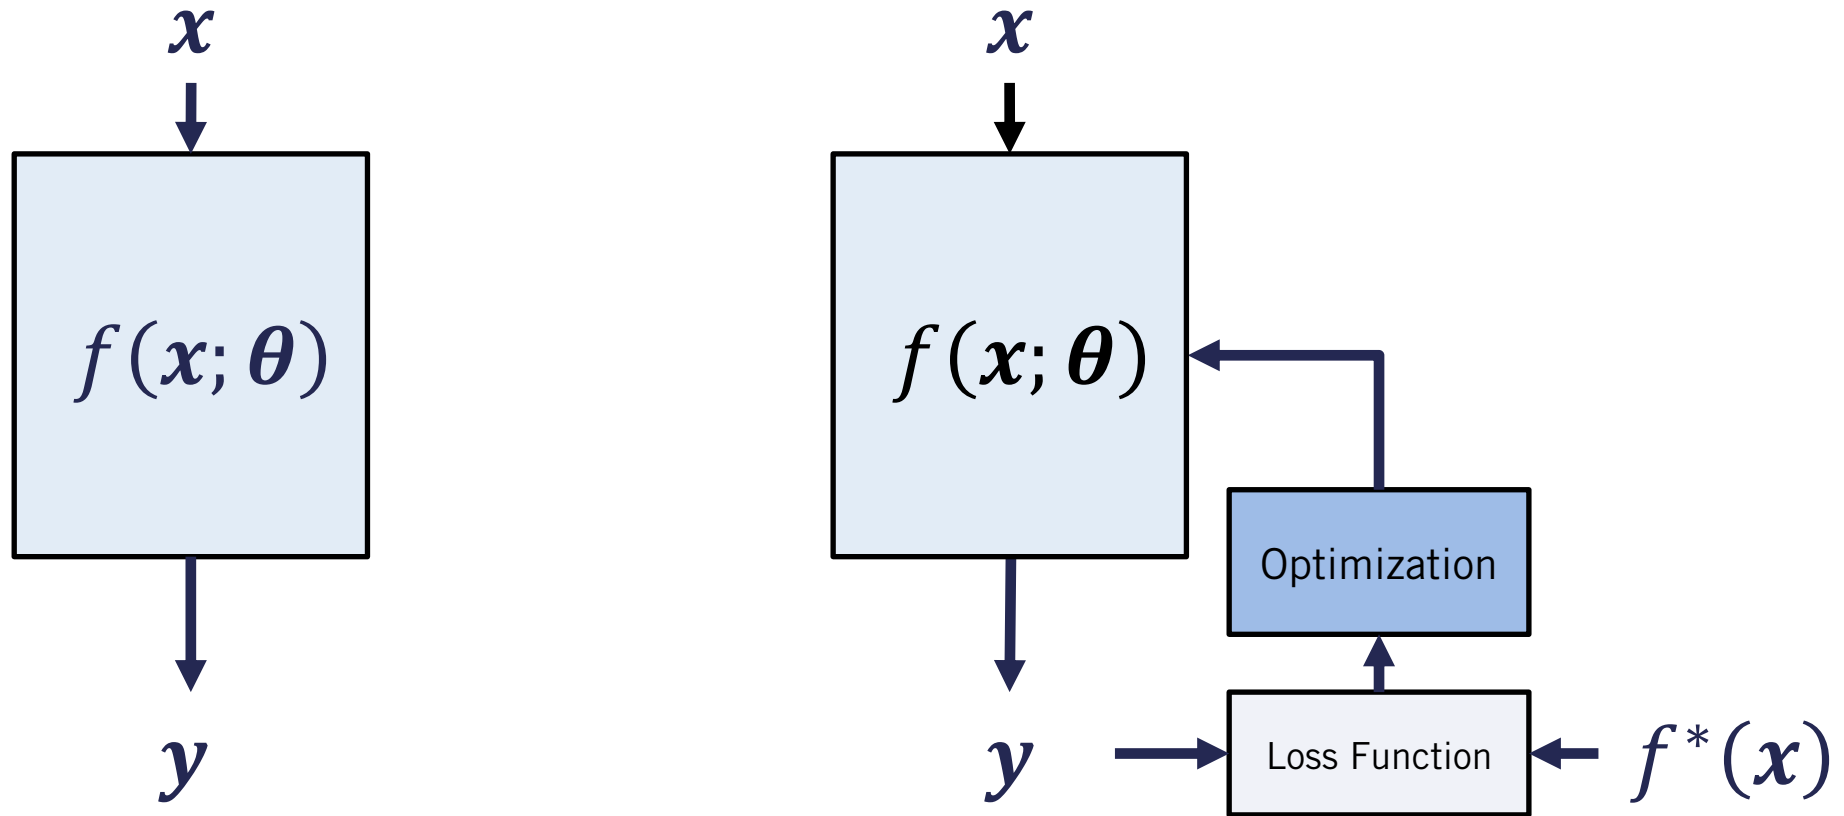 x
x
f(x; θ)
f(x; θ)
Optimization
y
y
Loss Function
f*(x)